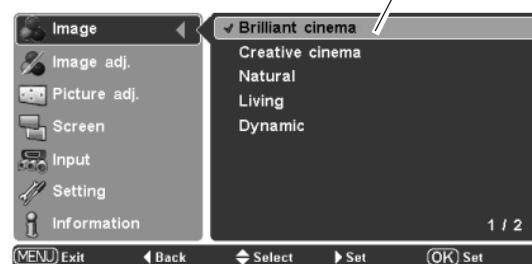 Image
Image adj.
Picture adj.
Screen
Input
Setting
Information
✓ Brilliant cinema
Creative cinema
Natural
Living
Dynamic
1 / 2
MENU Exit ◀ Back ◆ Select ▶ Set OK Set